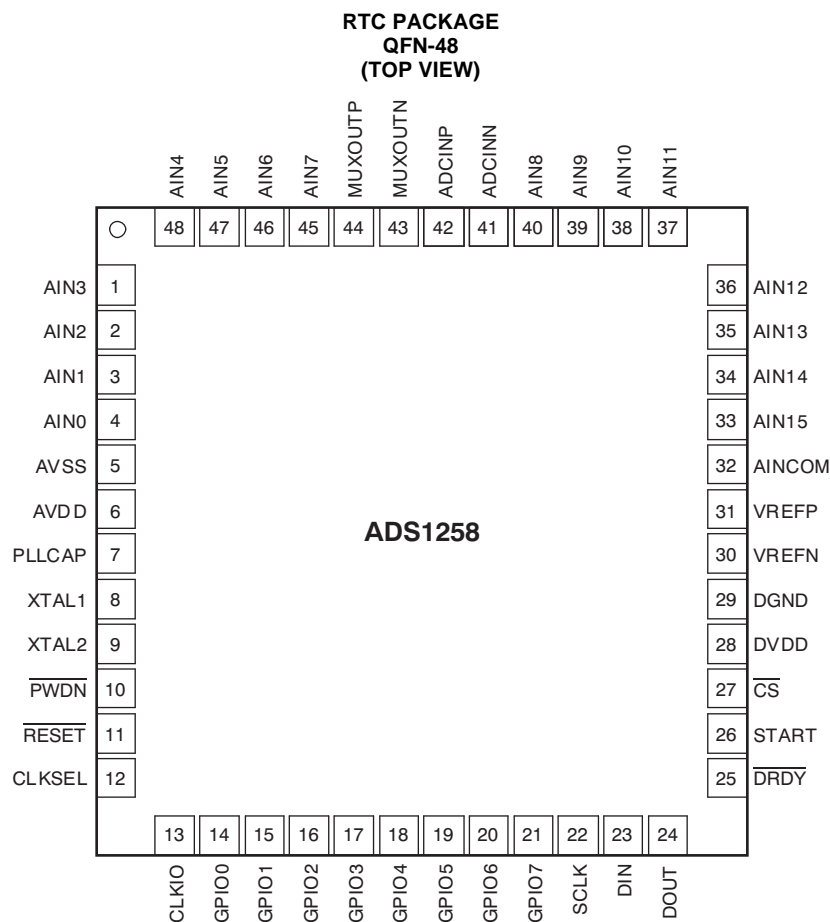 RTC PACKAGE
QFN-48
(TOP VIEW)
AIN4 AIN5 AIN6 AIN7 MUXOUTP MUXOUTN ADCINP ADCINN AIN8 AIN9 AIN10 AIN11
48 47 46 45 44 43 42 41 40 39 38 37
AIN3 1 36 AIN12
AIN2 2 35 AIN13
AIN1 3 34 AIN14
AIN0 4 33 AIN15
AVSS 5 32 AINCOM
AVDD 6 31 VREFP
ADS1258
PLLCAP 7 30 VREFN
XTAL1 8 29 DGND
XTAL2 9 28 DVDD
PWDN 10 27 CS
RESET 11 26 START
CLKSEL 12 25 DRDY
13 14 15 16 17 18 19 20 21 22 23 24
CLKIO GPIO0 GPIO1 GPIO2 GPIO3 GPIO4 GPIO5 GPIO6 GPIO7 SCLK DIN DOUT